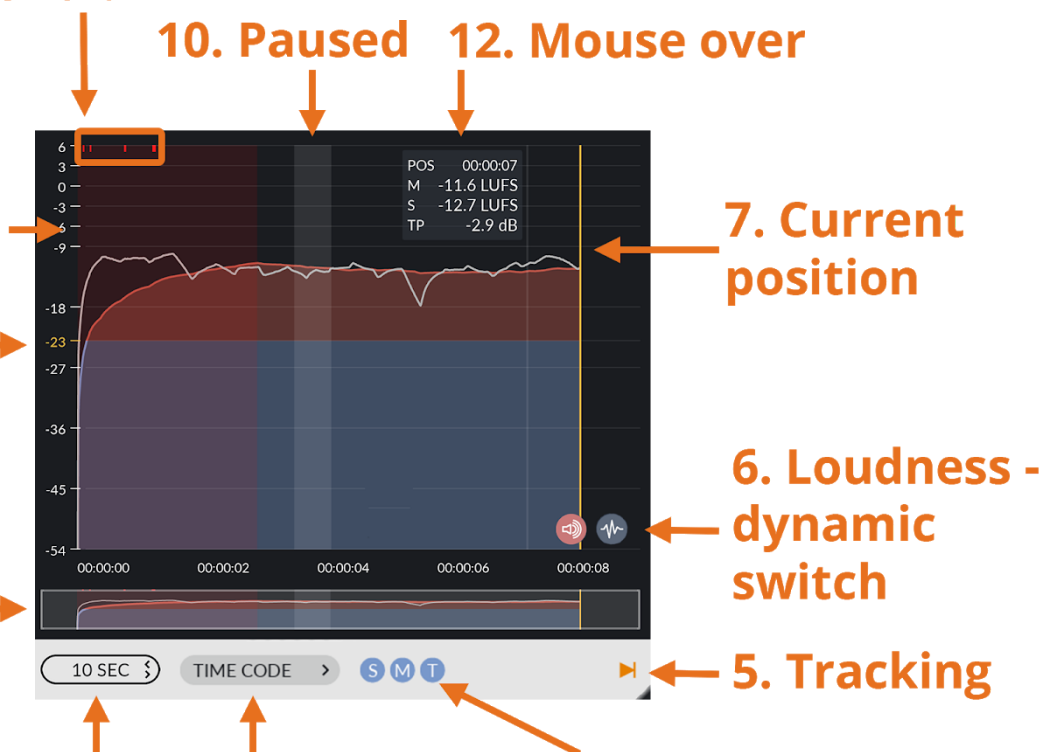 10. Paused
12. Mouse over
6
3
0
-3
-6
-9
-18
-23
-27
-36
-45
-54
POS 00:00:07
M -11.6 LUFS
S -12.7 LUFS
TP -2.9 dB
7. Current
position
6. Loudness -
dynamic
switch
00:00:00 00:00:02 00:00:04 00:00:06 00:00:08
10 SEC
TIME CODE
S M T
5. Tracking